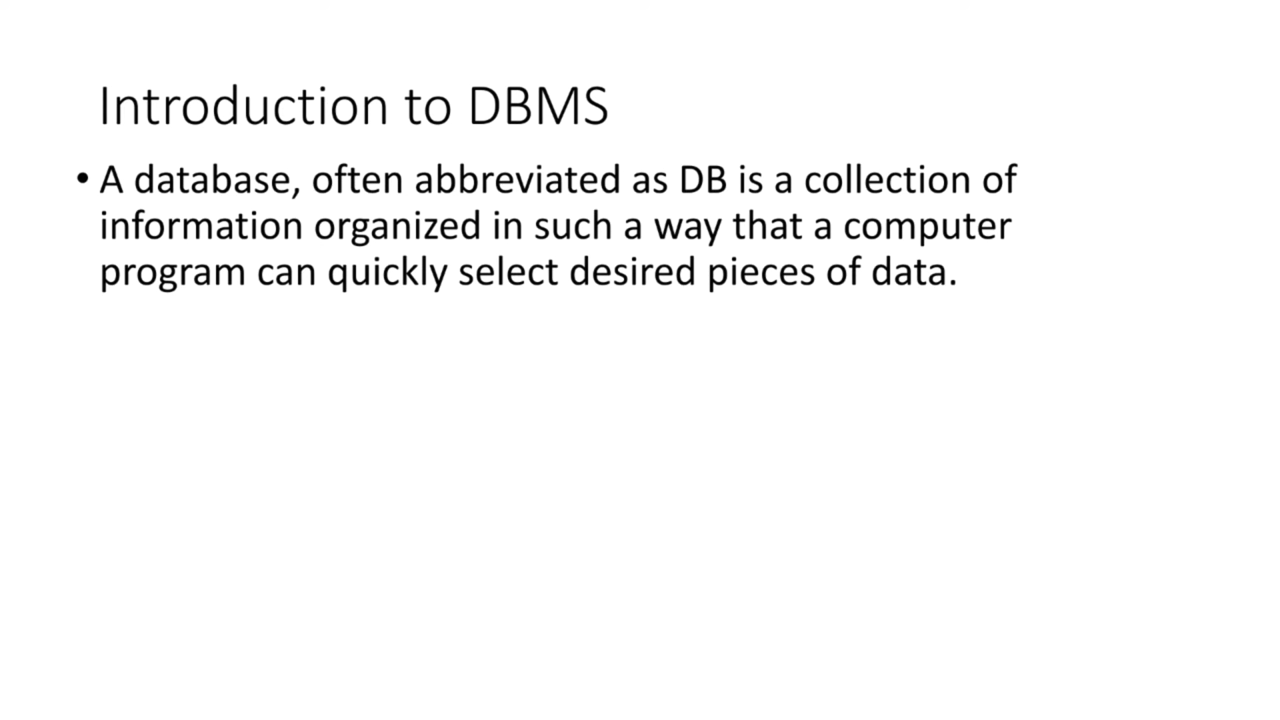 Introduction to DBMS
• A database, often abbreviated as DB is a collection of
information organized in such a way that a computer
program can quickly select desired pieces of data.